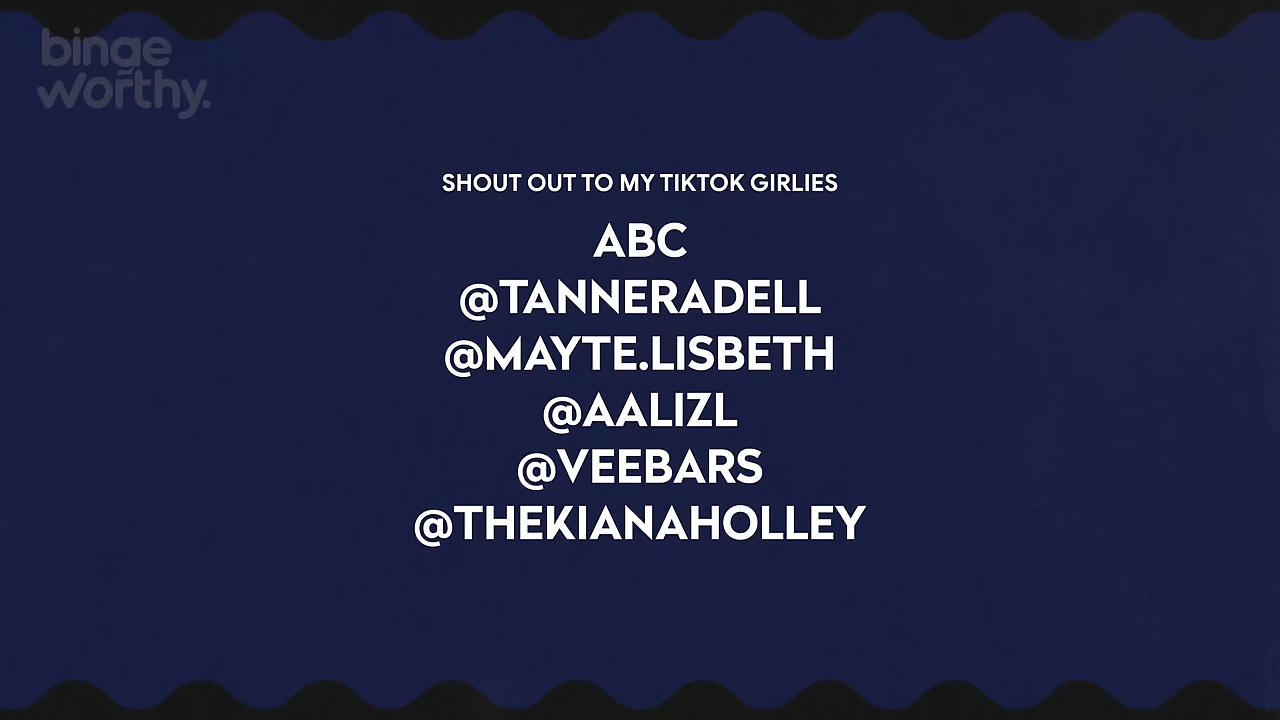 binge
worthy.
SHOUT OUT TO MY TIKTOK GIRLIES
ABC
@TANNERADELL
@MAYTE.LISBETH
@AALIZL
@VEEBARS
@THEKIANAHOLLEY